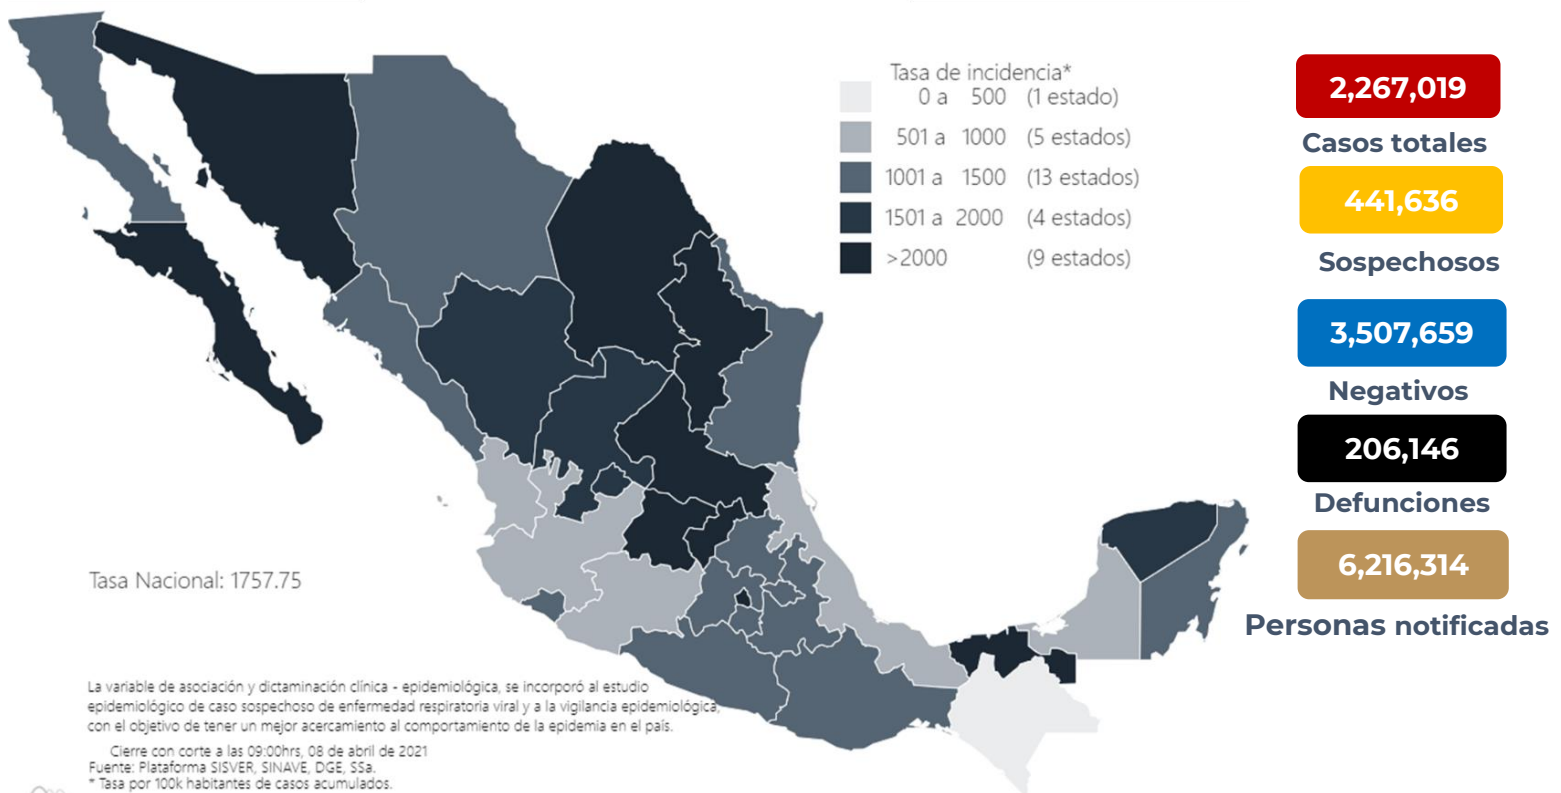 Tasa de incidencia*
0 a 500 (1 estado)
501 a 1000 (5 estados)
1001 a 1500 (13 estados)
1501 a 2000 (4 estados)
>2000 (9 estados)
2,267,019
Casos totales
441,636
Sospechosos
3,507,659
Negativos
206,146
Defunciones
6,216,314
Personas notificadas
Tasa Nacional: 1757.75
La variable de asociación y dictaminación clínica - epidemiológica, se incorporó al estudio
epidemiológico de caso sospechoso de enfermedad respiratoria viral y a la vigilancia epidemiológica,
con el objetivo de tener un mejor acercamiento al comportamiento de la epidemia en el país.
Cierre con corte a las 09:00hrs, 08 de abril de 2021
Fuente: Plataforma SISVER, SINAVE, DGE, SSa.
* Tasa por 100k habitantes de casos acumulados.